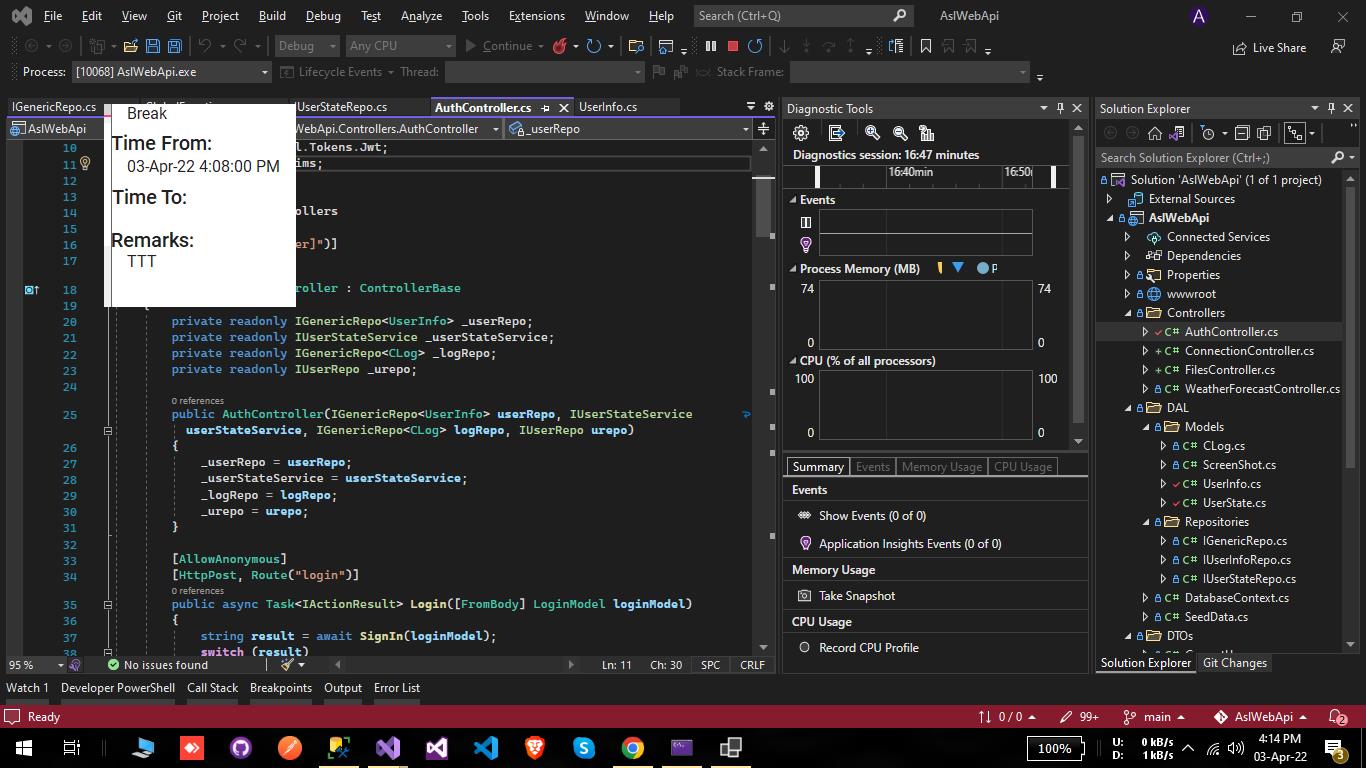 File Edit View Git Project Build Debug Test Analyze Tools Extensions Window Help Search (Ctrl+Q) AslWebApi A
Debug Any CPU Continue Live Share
Process: [10068] AslWebApi.exe Lifecycle Events Thread: Stack Frame:
IGenericRepo.cs UserStateRepo.cs AuthController.cs UserInfo.cs
AslWebApi WebApi.Controllers.AuthController _userRepo
Break
Time From:
03-Apr-22 4:08:00 PM
Time To:
Remarks:
TTT
10 l.Tokens.Jwt;
11 ims;
12
13
14 ollers
15
16 er]")]
17
18 roller : ControllerBase
19
20 private readonly IGenericRepo<UserInfo> _userRepo;
21 private readonly IUserStateService _userStateService;
22 private readonly IGenericRepo<CLog> _logRepo;
23 private readonly IUserRepo _urepo;
24
0 references
25 public AuthController(IGenericRepo<UserInfo> userRepo, IUserStateService
userStateService, IGenericRepo<CLog> logRepo, IUserRepo urepo)
26 {
27 _userRepo = userRepo;
28 _userStateService = userStateService;
29 _logRepo = logRepo;
30 _urepo = urepo;
31 }
32
33 [AllowAnonymous]
34 [HttpPost, Route("login")]
0 references
35 public async Task<IActionResult> Login([FromBody] LoginModel loginModel)
36 {
37 string result = await SignIn(loginModel);
38 switch (result)
95 % No issues found Ln: 11 Ch: 30 SPC CRLF
Diagnostic Tools
Diagnostics session: 16:47 minutes
16:40min 16:50
Events
Process Memory (MB) P
74 74
0 0
CPU (% of all processors)
100 100
0 0
Summary Events Memory Usage CPU Usage
Events
Show Events (0 of 0)
Application Insights Events (0 of 0)
Memory Usage
Take Snapshot
CPU Usage
Record CPU Profile
Solution Explorer
Search Solution Explorer (Ctrl+;)
Solution 'AslWebApi' (1 of 1 project)
External Sources
AslWebApi
Connected Services
Dependencies
Properties
wwwroot
Controllers
C# AuthController.cs
C# ConnectionController.cs
C# FilesController.cs
C# WeatherForecastController.cs
DAL
Models
C# CLog.cs
C# ScreenShot.cs
C# UserInfo.cs
C# UserState.cs
Repositories
C# IGenericRepo.cs
C# IUserInfoRepo.cs
C# IUserStateRepo.cs
C# DatabaseContext.cs
C# SeedData.cs
DTOs
Solution Explorer Git Changes
Watch 1 Developer PowerShell Call Stack Breakpoints Output Error List
Ready 0 / 0 99+ main AslWebApi 2
100% U: 0 kB/s
D: 1 kB/s
4:14 PM
03-Apr-22
3